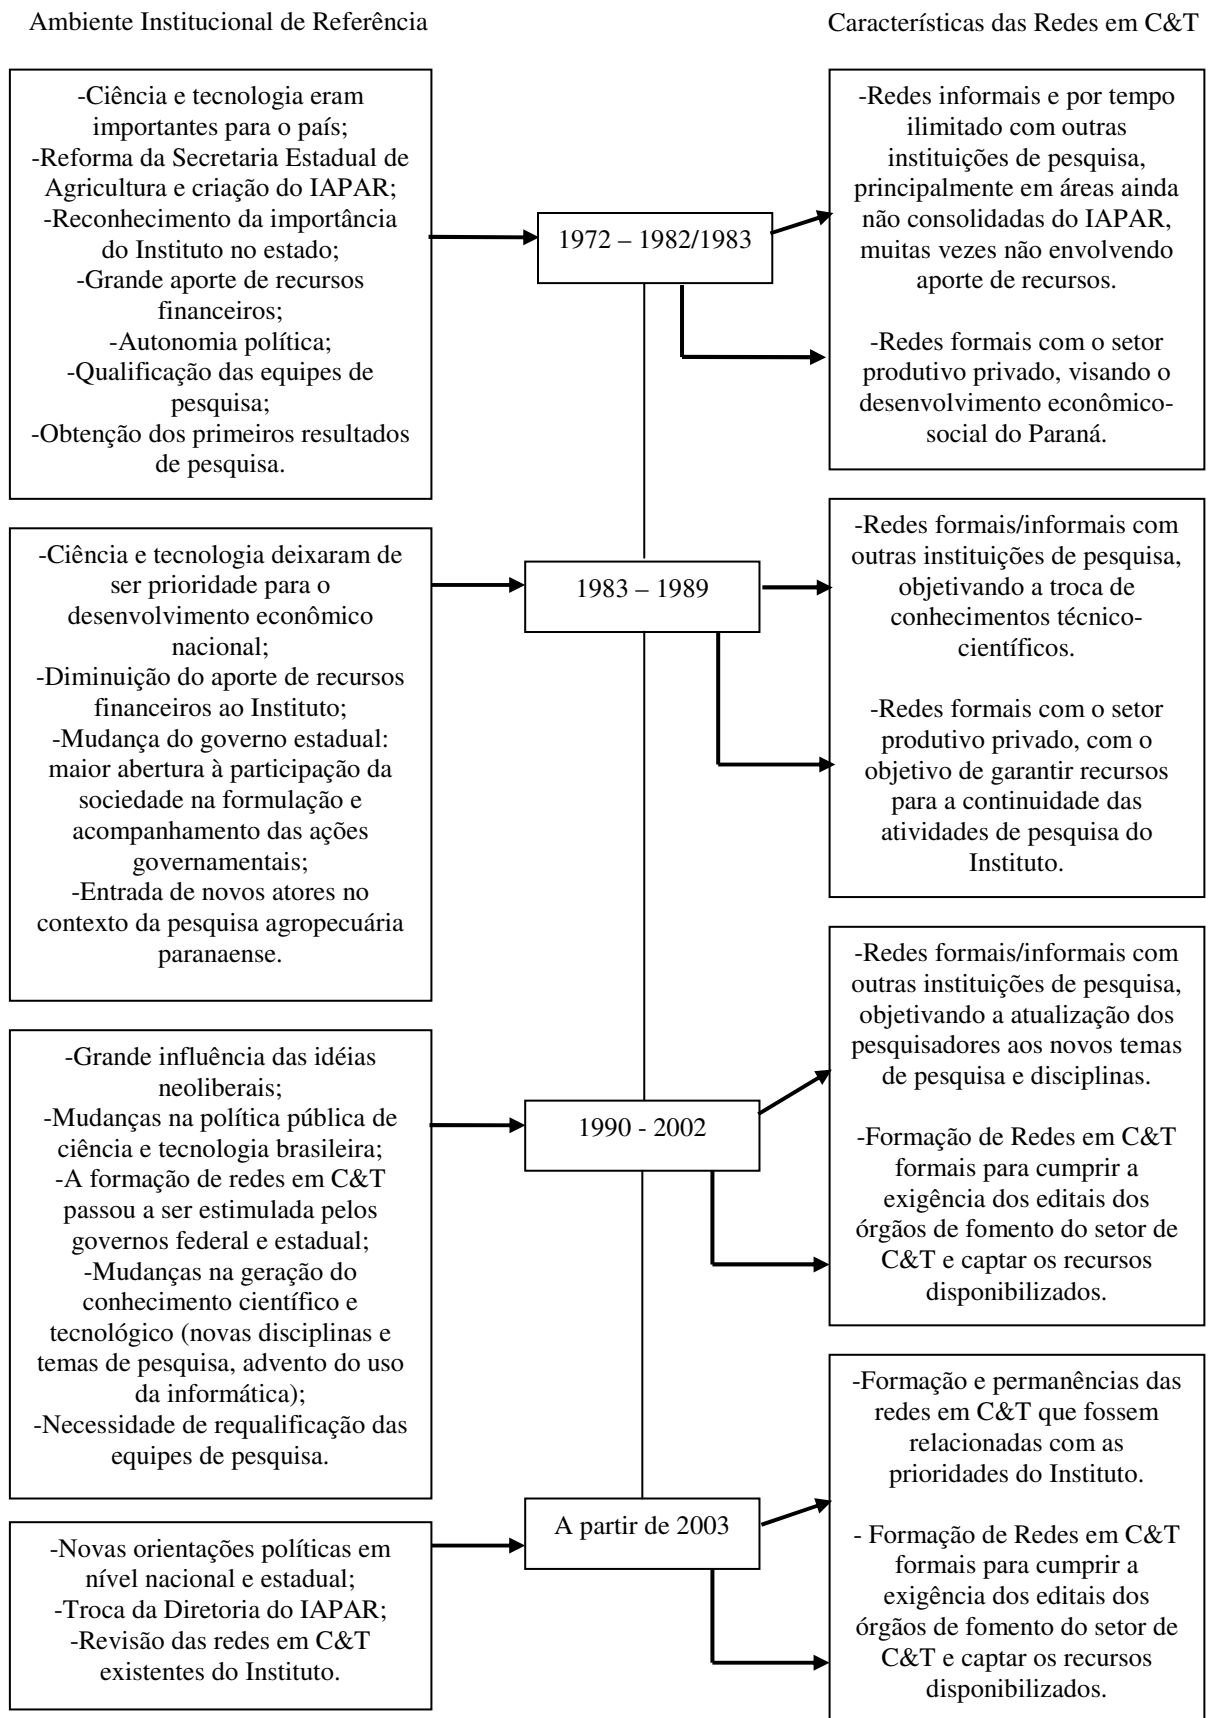 Ambiente Institucional de Referência
Características das Redes em C&T
-Ciência e tecnologia eram
importantes para o país;
-Reforma da Secretaria Estadual de
Agricultura e criação do IAPAR;
-Reconhecimento da importância
do Instituto no estado;
-Grande aporte de recursos
financeiros;
-Autonomia política;
-Qualificação das equipes de
pesquisa;
-Obtenção dos primeiros resultados
de pesquisa.
1972 – 1982/1983
-Redes informais e por tempo
ilimitado com outras
instituições de pesquisa,
principalmente em áreas ainda
não consolidadas do IAPAR,
muitas vezes não envolvendo
aporte de recursos.
-Redes formais com o setor
produtivo privado, visando o
desenvolvimento econômico-
social do Paraná.
-Ciência e tecnologia deixaram de
ser prioridade para o
desenvolvimento econômico
nacional;
-Diminuição do aporte de recursos
financeiros ao Instituto;
-Mudança do governo estadual:
maior abertura à participação da
sociedade na formulação e
acompanhamento das ações
governamentais;
-Entrada de novos atores no
contexto da pesquisa agropecuária
paranaense.
1983 – 1989
-Redes formais/informais com
outras instituições de pesquisa,
objetivando a troca de
conhecimentos técnico-
científicos.
-Redes formais com o setor
produtivo privado, com o
objetivo de garantir recursos
para a continuidade das
atividades de pesquisa do
Instituto.
-Grande influência das idéias
neoliberais;
-Mudanças na política pública de
ciência e tecnologia brasileira;
-A formação de redes em C&T
passou a ser estimulada pelos
governos federal e estadual;
-Mudanças na geração do
conhecimento científico e
tecnológico (novas disciplinas e
temas de pesquisa, advento do uso
da informática);
-Necessidade de requalificação das
equipes de pesquisa.
1990 - 2002
-Redes formais/informais com
outras instituições de pesquisa,
objetivando a atualização dos
pesquisadores aos novos temas
de pesquisa e disciplinas.
-Formação de Redes em C&T
formais para cumprir a
exigência dos editais dos
órgãos de fomento do setor de
C&T e captar os recursos
disponibilizados.
-Novas orientações políticas em
nível nacional e estadual;
-Troca da Diretoria do IAPAR;
-Revisão das redes em C&T
existentes do Instituto.
A partir de 2003
-Formação e permanências das
redes em C&T que fossem
relacionadas com as
prioridades do Instituto.
- Formação de Redes em C&T
formais para cumprir a
exigência dos editais dos
órgãos de fomento do setor de
C&T e captar os recursos
disponibilizados.